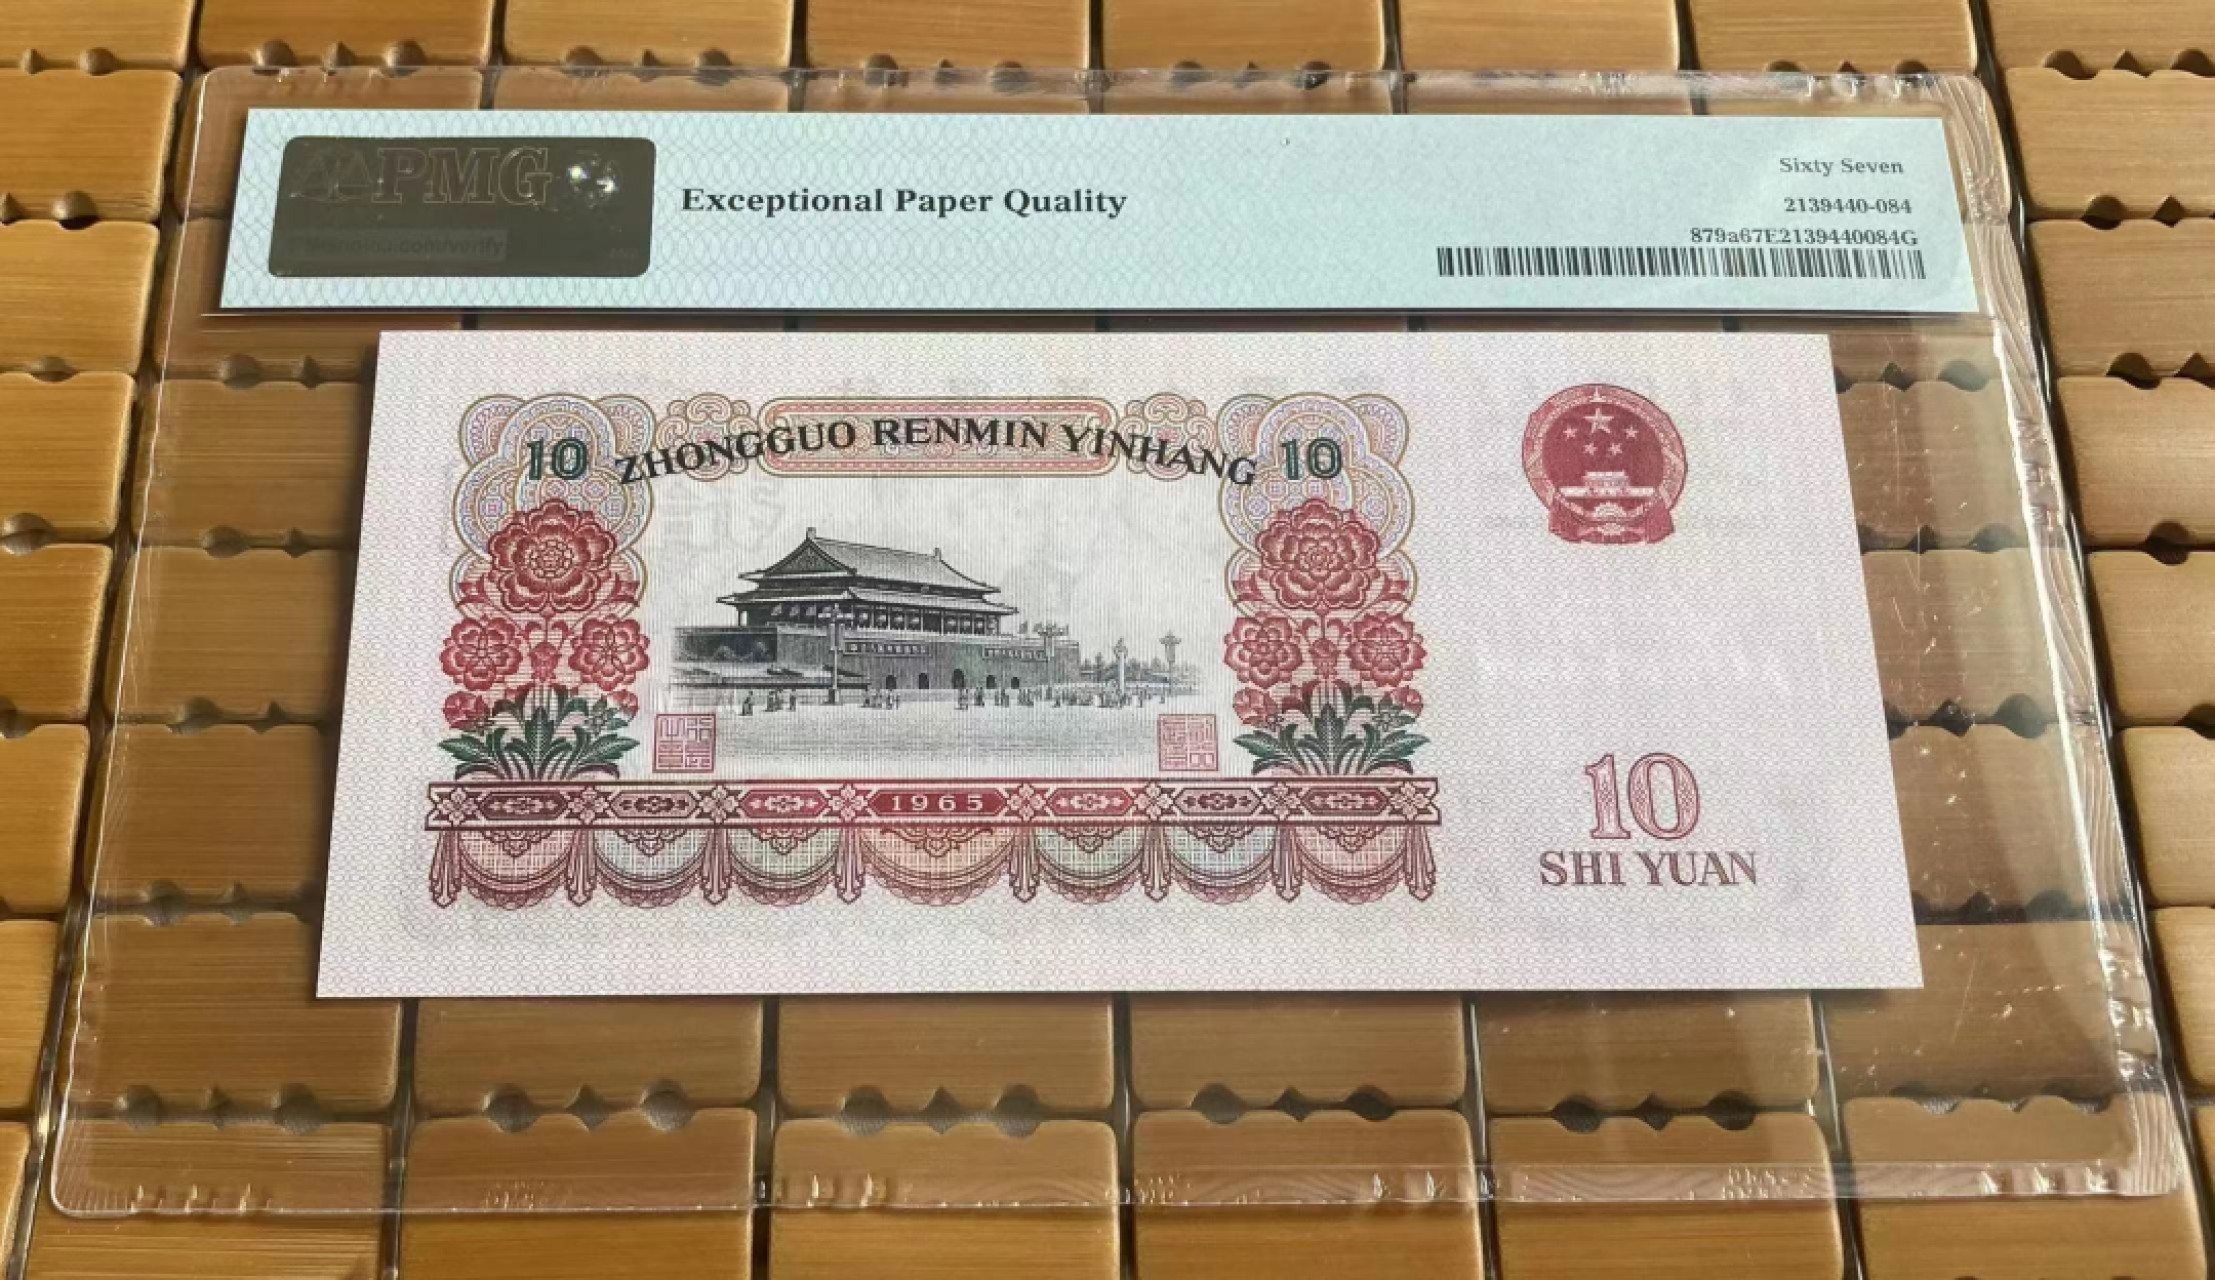 PMG
Exceptional Paper Quality
Sixty Seven
2139440-084
879a67E2139440084G
10 ZHONGGUO RENMIN YINHANG 10
1965
10
SHI YUAN